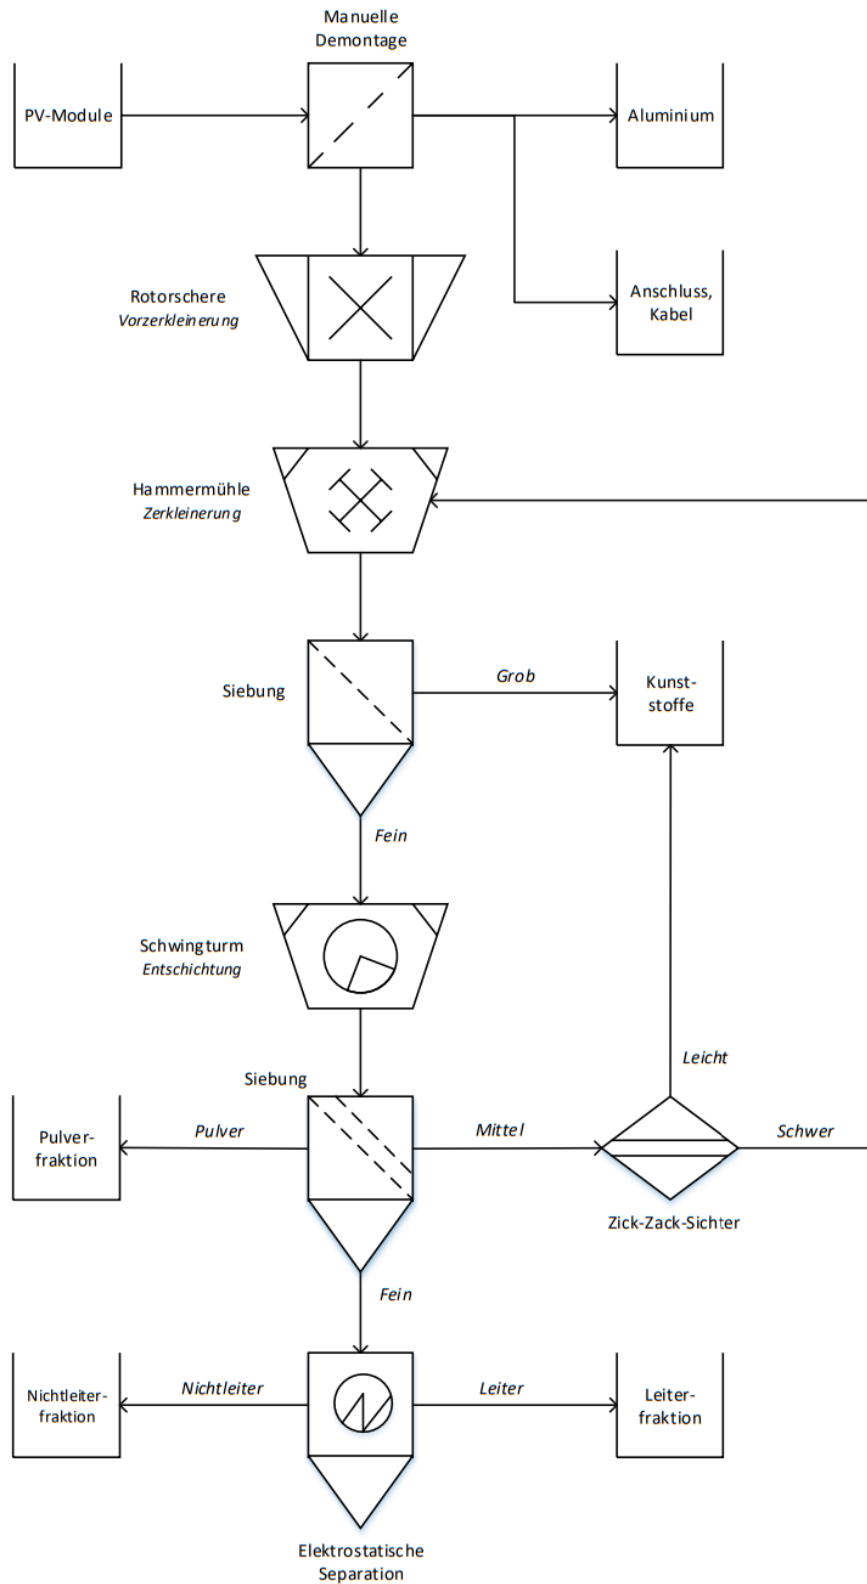 Manuelle
Demontage
PV-Module
Aluminium
Anschluss,
Kabel
Rotorschere
Vorzerkleinerung
Hammermühle
Zerkleinerung
Siebung
Grob
Kunst-
stoffe
Fein
Schwingturm
Entschichtung
Leicht
Siebung
Pulver-
fraktion
Pulver
Mittel
Schwer
Zick-Zack-Sichter
Fein
Nichtleiter-
fraktion
Nichtleiter
Leiter
Leiter-
fraktion
Elektrostatische
Separation